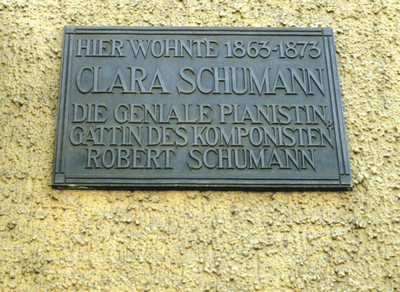 HIER WOHNTE 1863-1873
CLARA SCHUMANN
DIE GENIALE PIANISTIN,
GATTIN DES KOMPONISTEN
ROBERT SCHUMANN